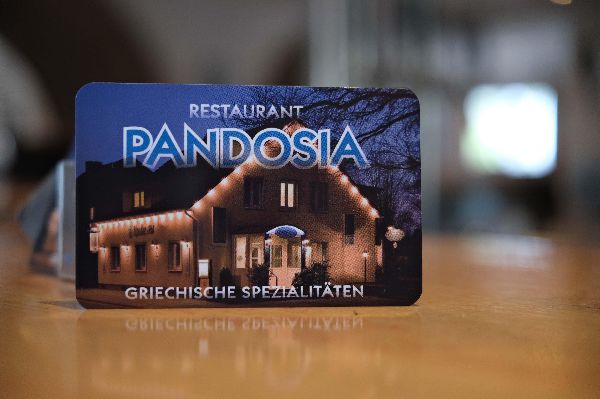 RESTAURANT
PANDOSIA
GRIECHISCHE SPEZIALITÄTEN